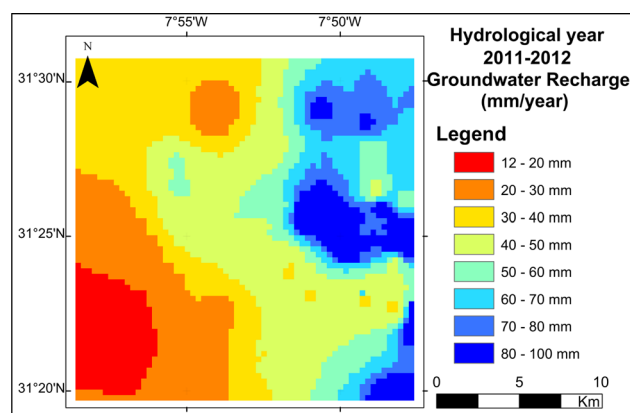 7°55'W
7°50'W
N
31°30'N
31°25'N
31°20'N
Hydrological year
2011-2012
Groundwater Recharge
(mm/year)
Legend
12 - 20 mm
20 - 30 mm
30 - 40 mm
40 - 50 mm
50 - 60 mm
60 - 70 mm
70 - 80 mm
80 - 100 mm
0 5 10
Km